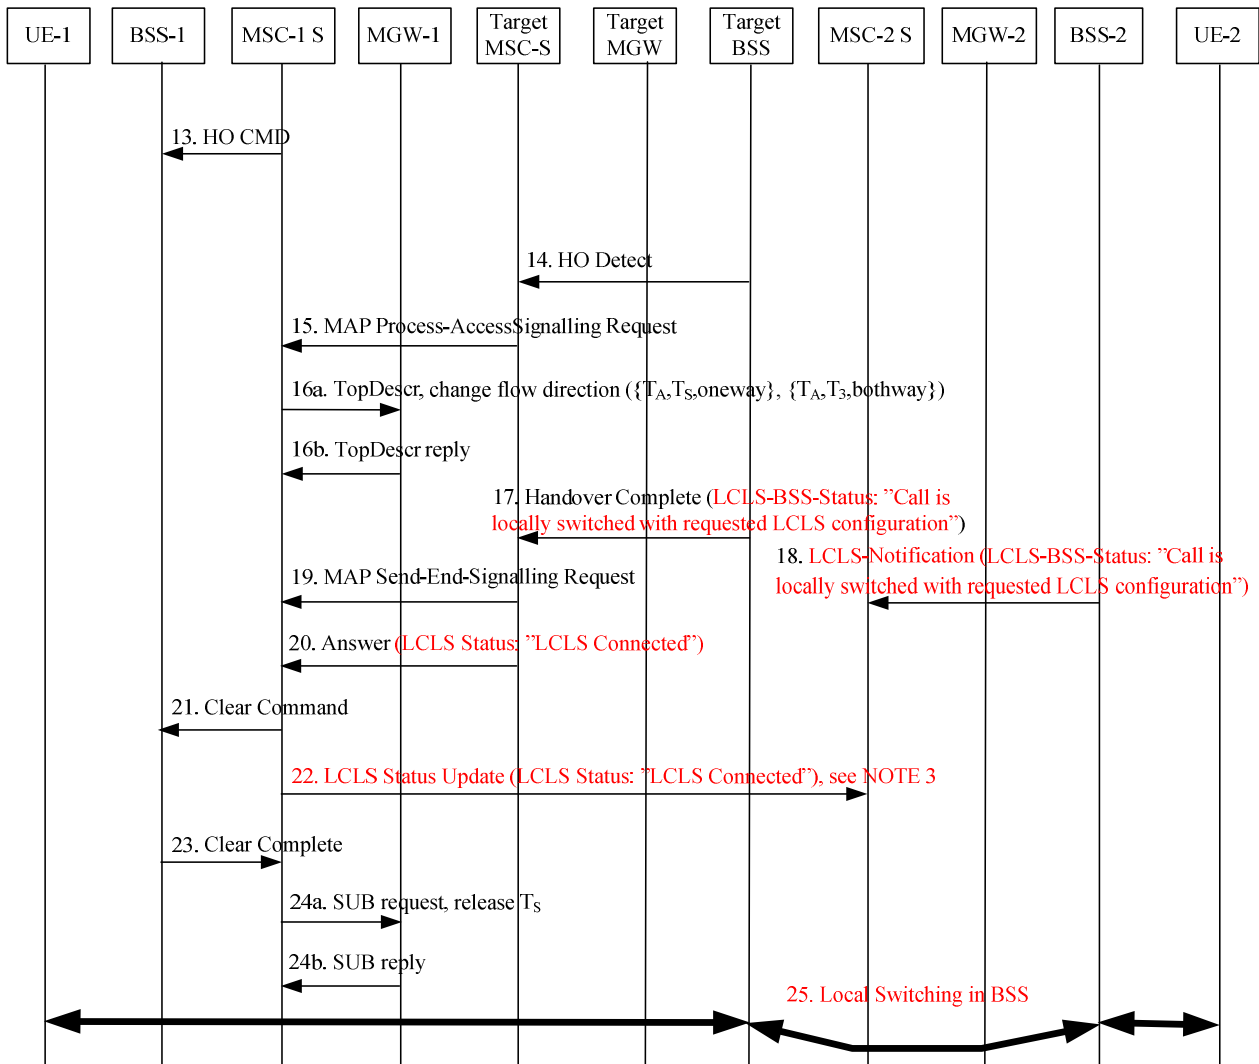 UE-1
BSS-1
MSC-1 S
MGW-1
Target
MSC-S
Target
MGW
Target
BSS
MSC-2 S
MGW-2
BSS-2
UE-2
13. HO CMD
14. HO Detect
15. MAP Process-AccessSignalling Request
16a. TopDescr, change flow direction ({TA,TS,oneway}, {TA,T3,bothway})
16b. TopDescr reply
17. Handover Complete (LCLS-BSS-Status: ”Call is
locally switched with requested LCLS configuration”)
18. LCLS-Notification (LCLS-BSS-Status: ”Call is
locally switched with requested LCLS configuration”)
19. MAP Send-End-Signalling Request
20. Answer (LCLS Status: ”LCLS Connected”)
21. Clear Command
22. LCLS Status Update (LCLS Status: ”LCLS Connected”), see NOTE 3
23. Clear Complete
24a. SUB request, release TS
24b. SUB reply
25. Local Switching in BSS